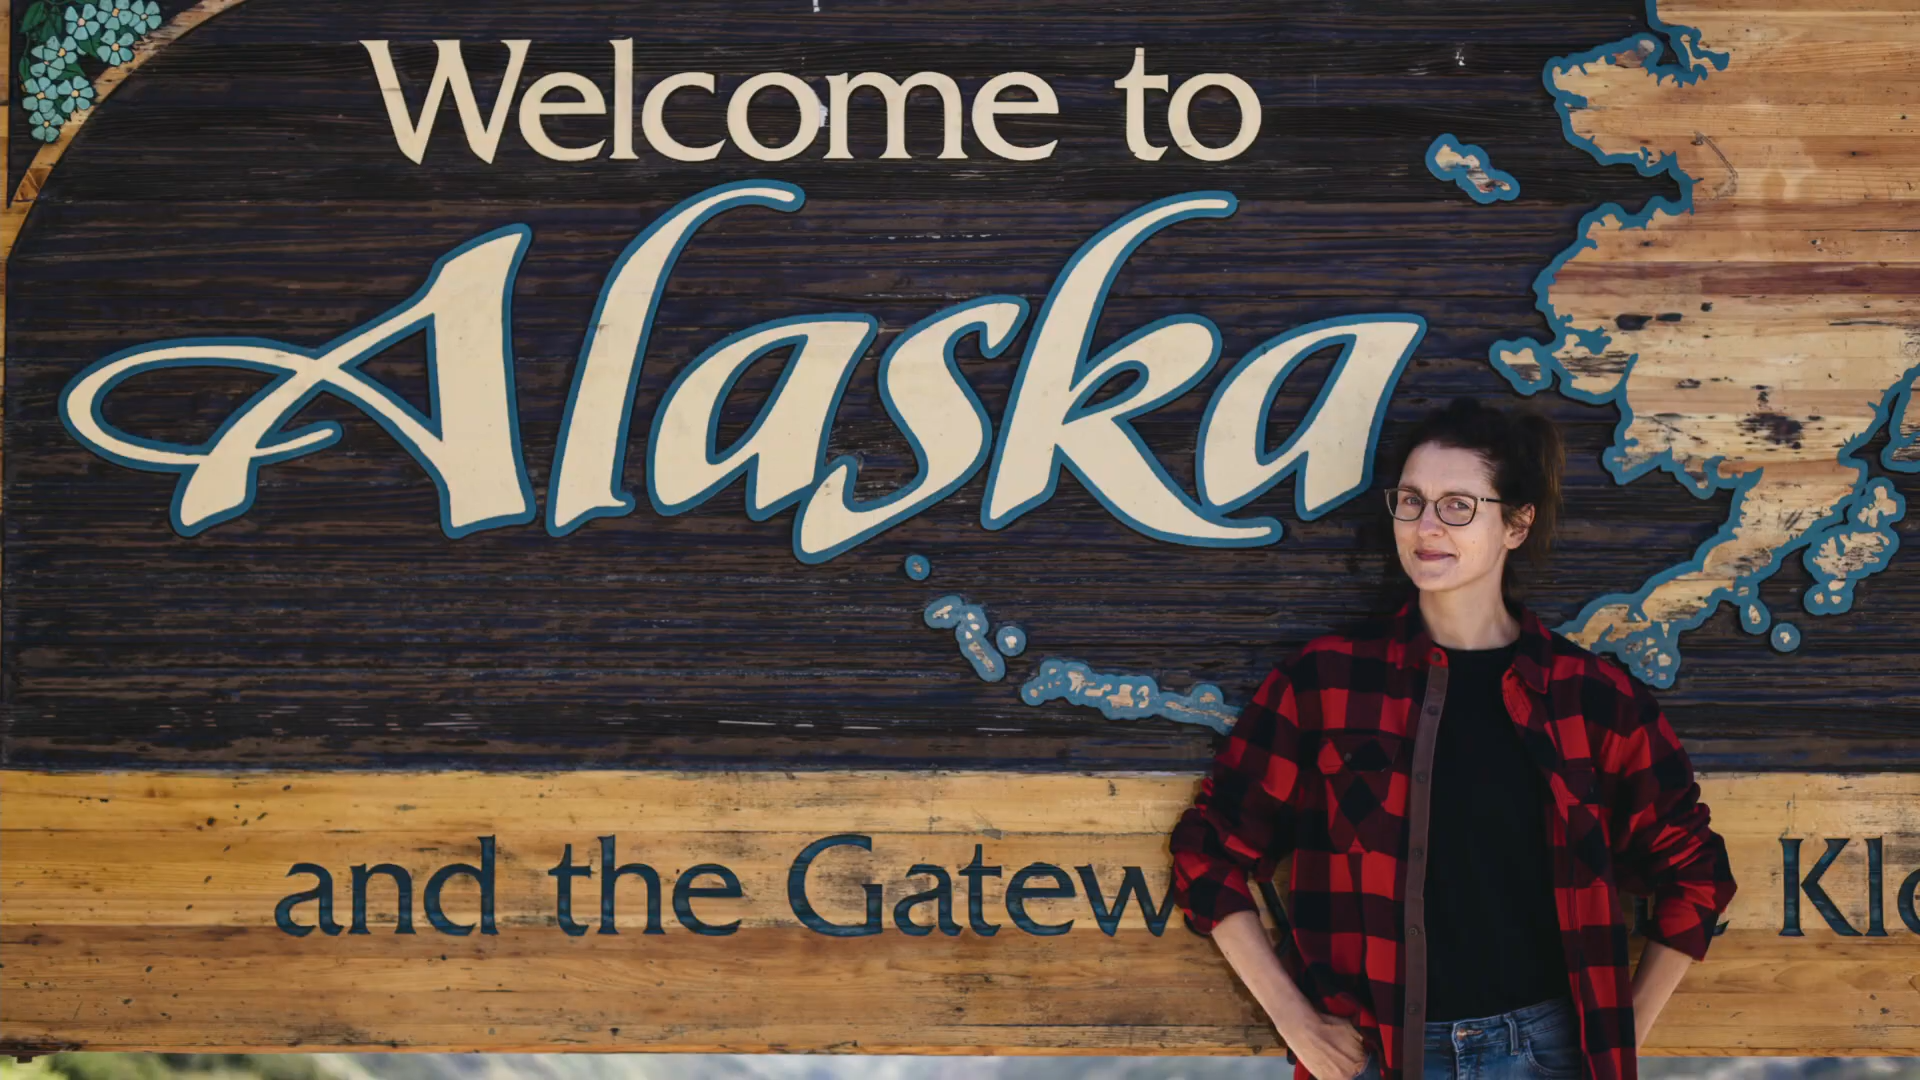 Welcome to
Alaska
and the Gatew Kl